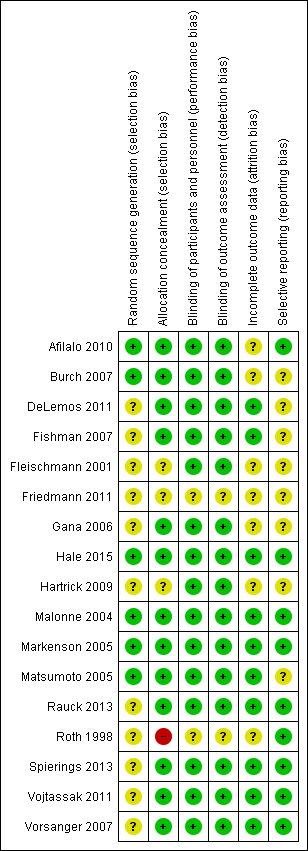 Random sequence generation (selection bias)
Allocation concealment (selection bias)
Blinding of participants and personnel (performance bias)
Blinding of outcome assessment (detection bias)
Incomplete outcome data (attrition bias)
Selective reporting (reporting bias)
Afilalo 2010 + + + + ? +
Burch 2007 + + + + ? ?
DeLemos 2011 ? + + + + ?
Fishman 2007 ? + + + + ?
Fleischmann 2001 ? ? + + ? ?
Friedmann 2011 ? ? ? ? ? ?
Gana 2006 ? + + + ? ?
Hale 2015 + + + + + +
Hartrick 2009 ? ? + + ? ?
Malonne 2004 + + + + + +
Markenson 2005 + + + + + +
Matsumoto 2005 + + + + + ?
Rauck 2013 ? + + + + +
Roth 1998 ? - ? ? ? +
Spierings 2013 ? + + + + +
Vojtassak 2011 ? + + + + +
Vorsanger 2007 ? + + + + +